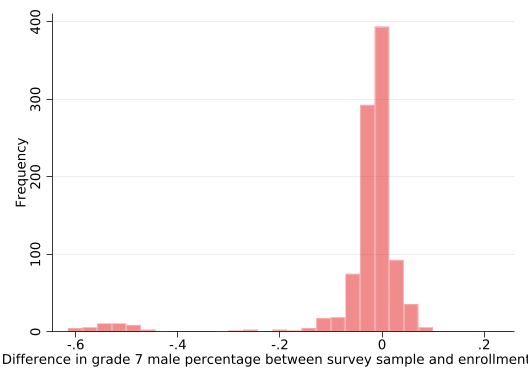 400
300
200
100
0
Frequency
-.6 -.4 -.2 0 .2
Difference in grade 7 male percentage between survey sample and enrollment